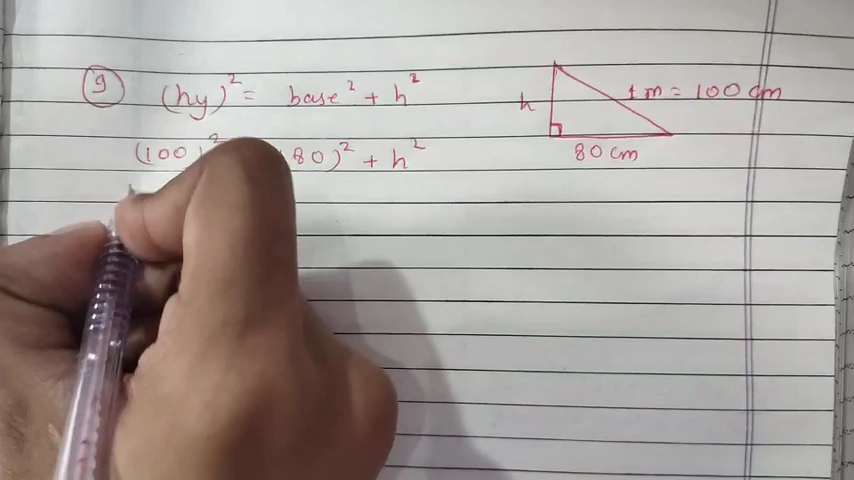 9 (hy)² = base² + h²
h 1 m = 100 cm
(100)² 80)² + h²
80 cm